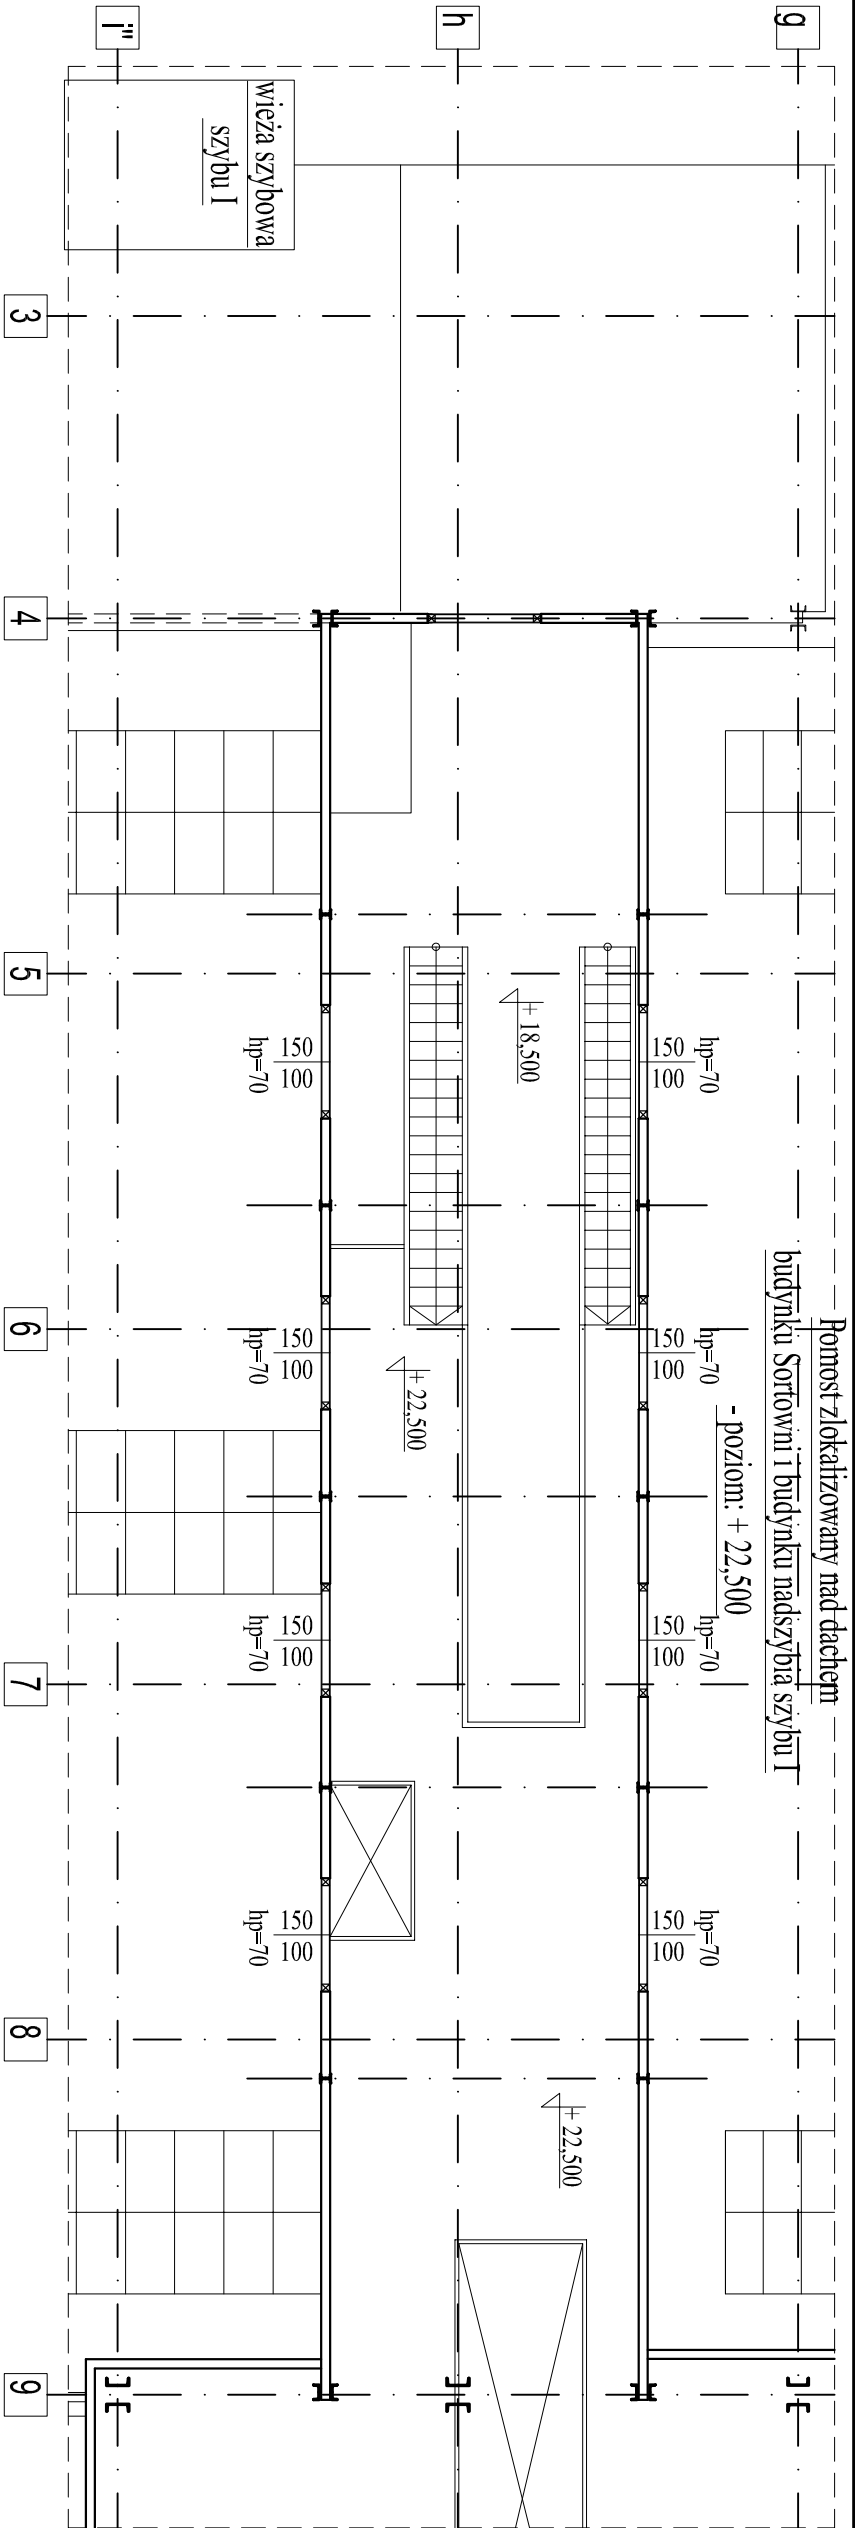 i"
h
g
wieża szybowa
szybu I
3
4
5
6
7
8
9
Pomost zlokalizowany nad dachem
budynku Sortowni i budynku nadszybia szybu I
- poziom: + 22,500
+ 18,500
+ 22,500
+ 22,500
150
100
hp=70
150
100
hp=70
150
100
hp=70
150
100
hp=70
150
100
hp=70
150
100
hp=70
150
100
hp=70
150
100
hp=70